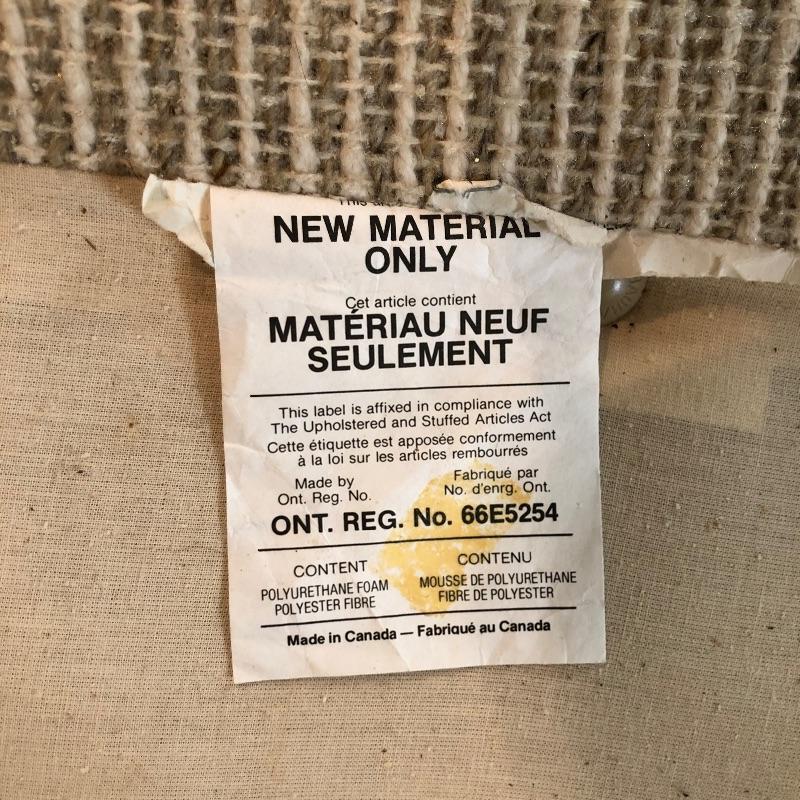 This
NEW MATERIAL
ONLY
Cet article contient
MATÉRIAU NEUF
SEULEMENT
This label is affixed in compliance with
The Upholstered and Stuffed Articles Act
Cette étiquette est apposée conformement
à la loi sur les articles rembourrés
Made by
Ont. Reg. No.
Fabriqué par
No. d'enrg. Ont.
ONT. REG. No. 66E5254
CONTENT
POLYURETHANE FOAM
POLYESTER FIBRE
CONTENU
MOUSSE DE POLYURETHANE
FIBRE DE POLYESTER
Made in Canada — Fabriqué au Canada